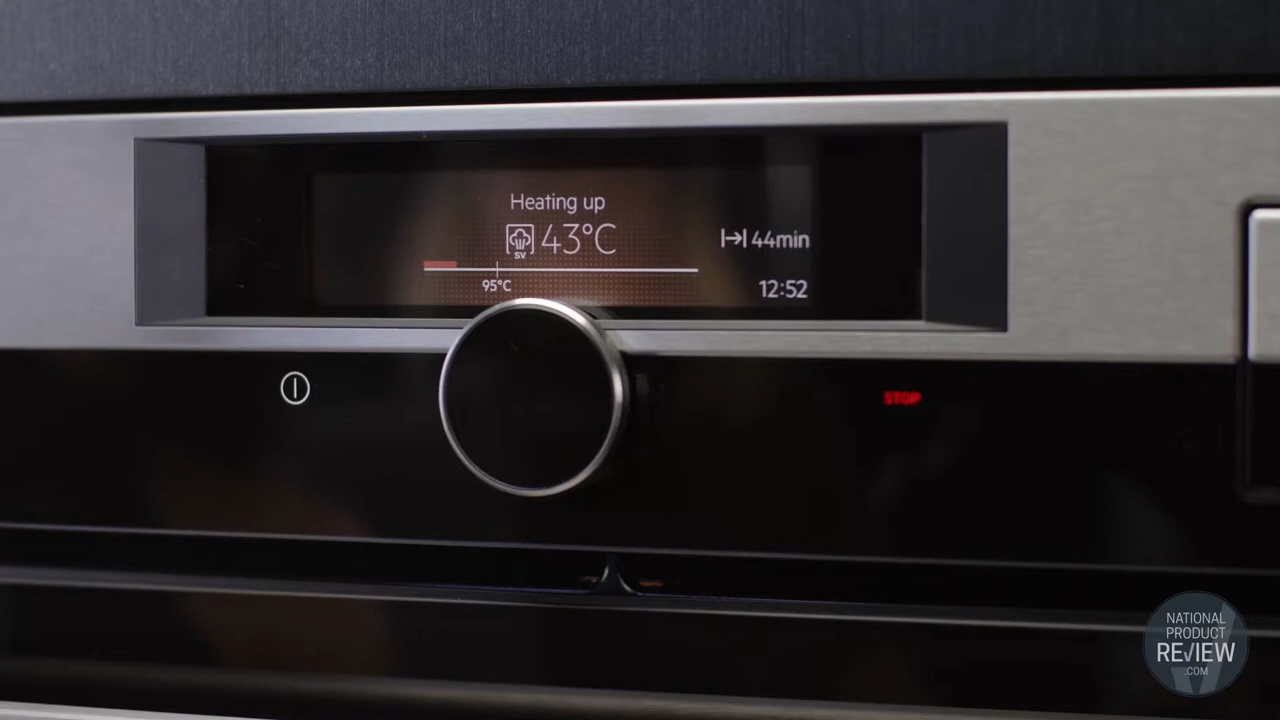 Heating up
SV 43°C
44min
95°C
12:52
STOP
NATIONAL
PRODUCT
REVIEW
.COM